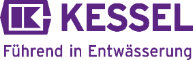 KESSEL
Führend in Entwässerung